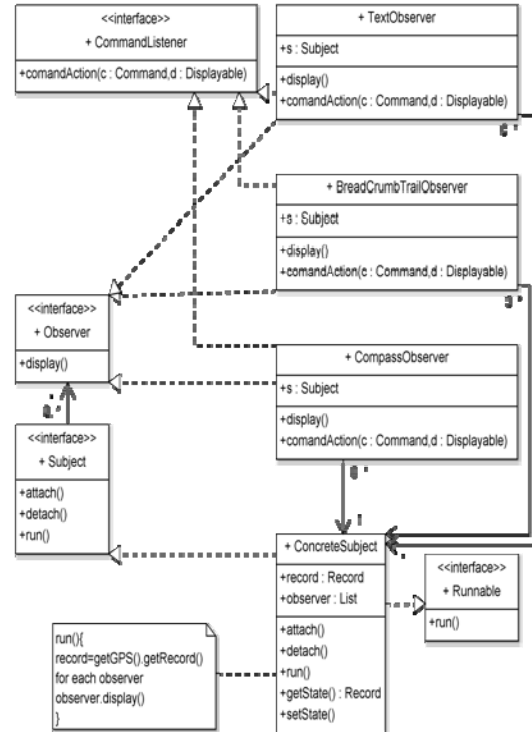 <<interface>>
+ CommandListener
+comandAction(c : Command,d : Displayable)
+ TextObserver
+s : Subject
+display()
+comandAction(c : Command,d : Displayable)
+ BreadCrumbTrailObserver
+s : Subject
+display()
+comandAction(c : Command,d : Displayable)
<<interface>>
+ Observer
+display()
+ CompassObserver
+s : Subject
+display()
+comandAction(c : Command,d : Displayable)
<<interface>>
+ Subject
+attach()
+detach()
+run()
+ ConcreteSubject
+record : Record
+observer : List
+attach()
+detach()
+run()
+getState() : Record
+setState()
<<interface>>
+ Runnable
+run()
run(){
record=getGPS().getRecord()
for each observer
observer.display()
}